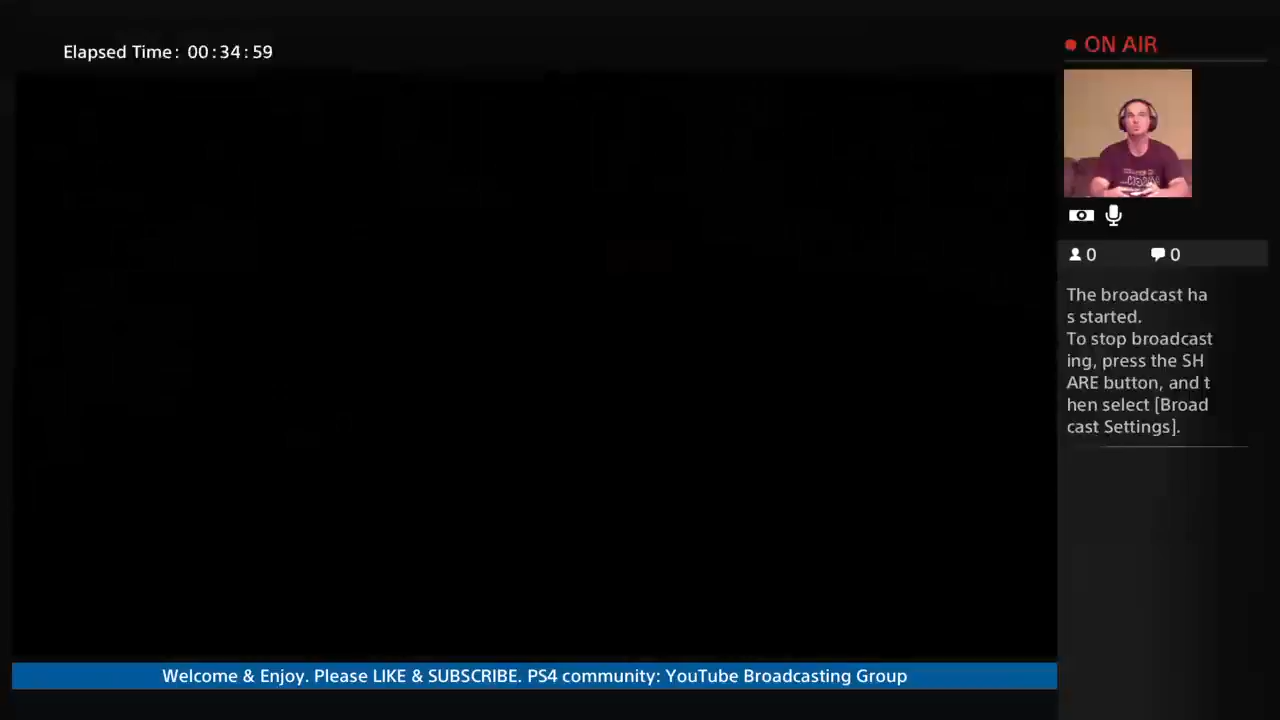 Elapsed Time: 00:34:59
ON AIR
0 0
The broadcast ha
s started.
To stop broadcast
ing, press the SH
ARE button, and t
hen select [Broad
cast Settings].
Welcome & Enjoy. Please LIKE & SUBSCRIBE. PS4 community: YouTube Broadcasting Group